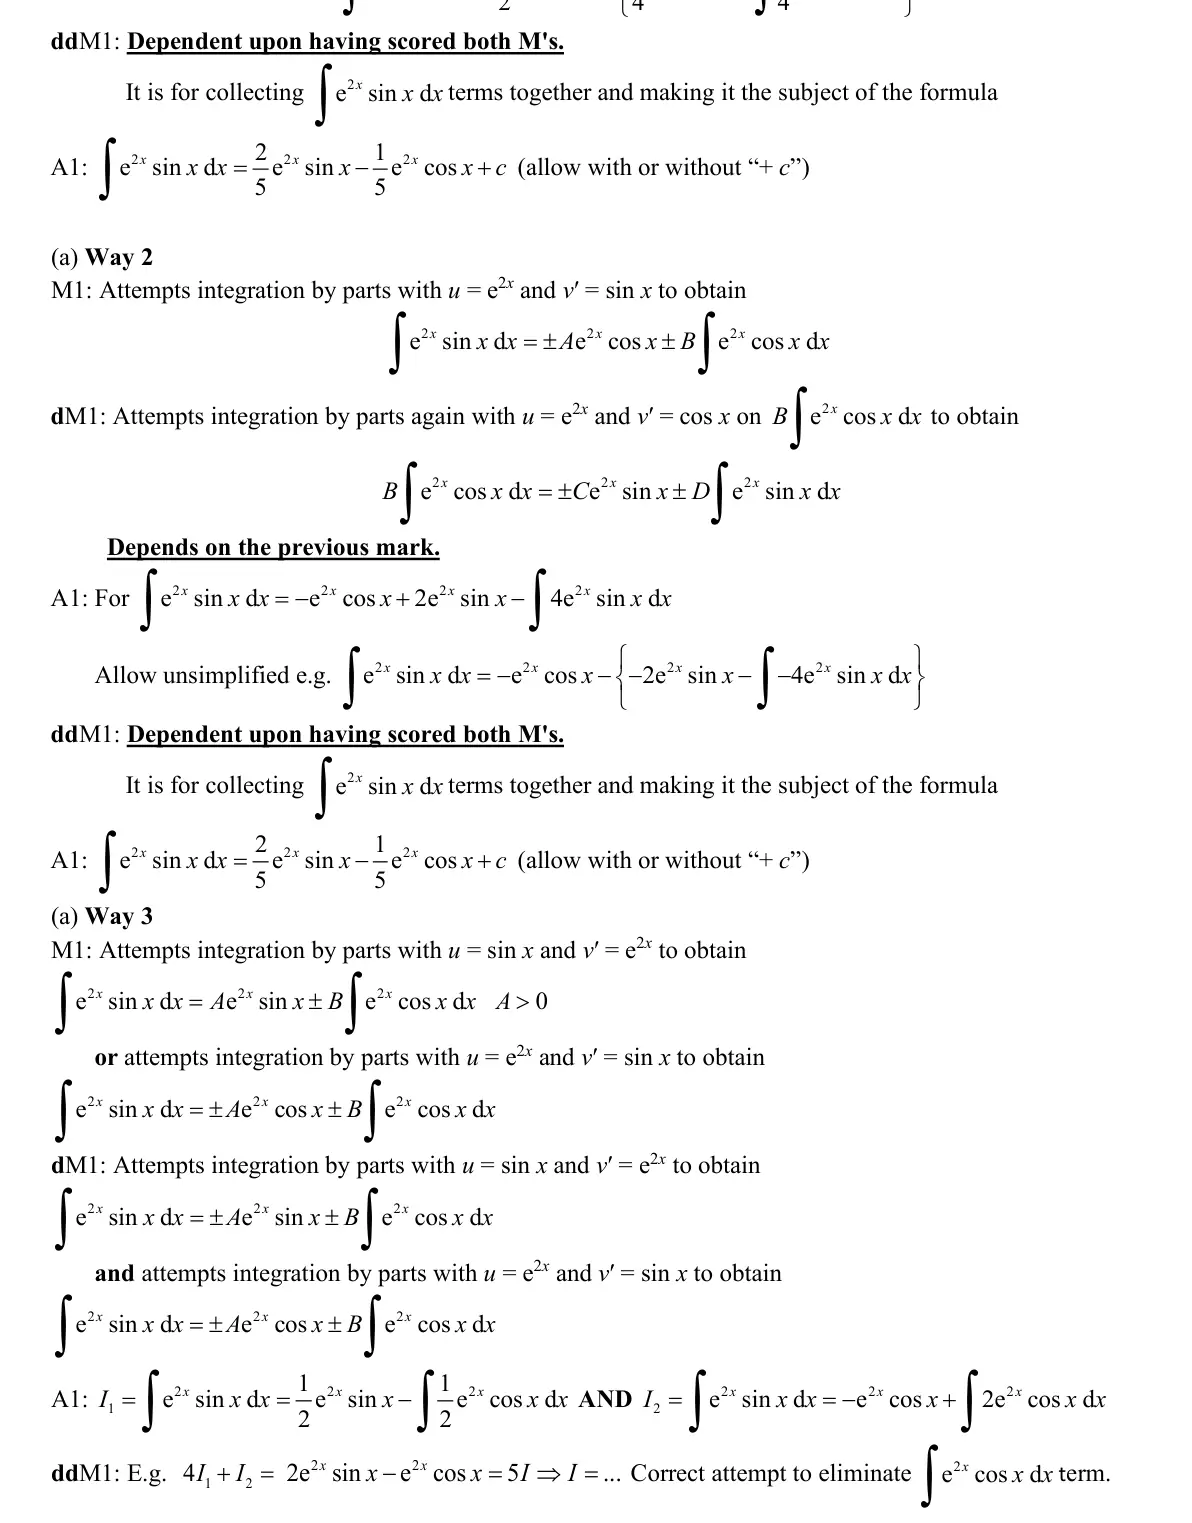 2 4 4
ddM1: Dependent upon having scored both M's.
It is for collecting ∫ e^{2x} sin x dx terms together and making it the subject of the formula
A1: ∫ e^{2x} sin x dx = 2/5 e^{2x} sin x − 1/5 e^{2x} cos x + c (allow with or without “+ c”)
(a) Way 2
M1: Attempts integration by parts with u = e^{2x} and v′ = sin x to obtain
∫ e^{2x} sin x dx = ±Ae^{2x} cos x ± B ∫ e^{2x} cos x dx
dM1: Attempts integration by parts again with u = e^{2x} and v′ = cos x on B ∫ e^{2x} cos x dx to obtain
B ∫ e^{2x} cos x dx = ±Ce^{2x} sin x ± D ∫ e^{2x} sin x dx
Depends on the previous mark.
A1: For ∫ e^{2x} sin x dx = −e^{2x} cos x + 2e^{2x} sin x − ∫ 4e^{2x} sin x dx
Allow unsimplified e.g. ∫ e^{2x} sin x dx = −e^{2x} cos x − {−2e^{2x} sin x − ∫ −4e^{2x} sin x dx}
ddM1: Dependent upon having scored both M's.
It is for collecting ∫ e^{2x} sin x dx terms together and making it the subject of the formula
A1: ∫ e^{2x} sin x dx = 2/5 e^{2x} sin x − 1/5 e^{2x} cos x + c (allow with or without “+ c”)
(a) Way 3
M1: Attempts integration by parts with u = sin x and v′ = e^{2x} to obtain
∫ e^{2x} sin x dx = Ae^{2x} sin x ± B ∫ e^{2x} cos x dx A > 0
or attempts integration by parts with u = e^{2x} and v′ = sin x to obtain
∫ e^{2x} sin x dx = ±Ae^{2x} cos x ± B ∫ e^{2x} cos x dx
dM1: Attempts integration by parts with u = sin x and v′ = e^{2x} to obtain
∫ e^{2x} sin x dx = ±Ae^{2x} sin x ± B ∫ e^{2x} cos x dx
and attempts integration by parts with u = e^{2x} and v′ = sin x to obtain
∫ e^{2x} sin x dx = ±Ae^{2x} cos x ± B ∫ e^{2x} cos x dx
A1: I₁ = ∫ e^{2x} sin x dx = 1/2 e^{2x} sin x − ∫ 1/2 e^{2x} cos x dx AND I₂ = ∫ e^{2x} sin x dx = −e^{2x} cos x + ∫ 2e^{2x} cos x dx
ddM1: E.g. 4I₁ + I₂ = 2e^{2x} sin x − e^{2x} cos x = 5I ⇒ I = ... Correct attempt to eliminate ∫ e^{2x} cos x dx term.